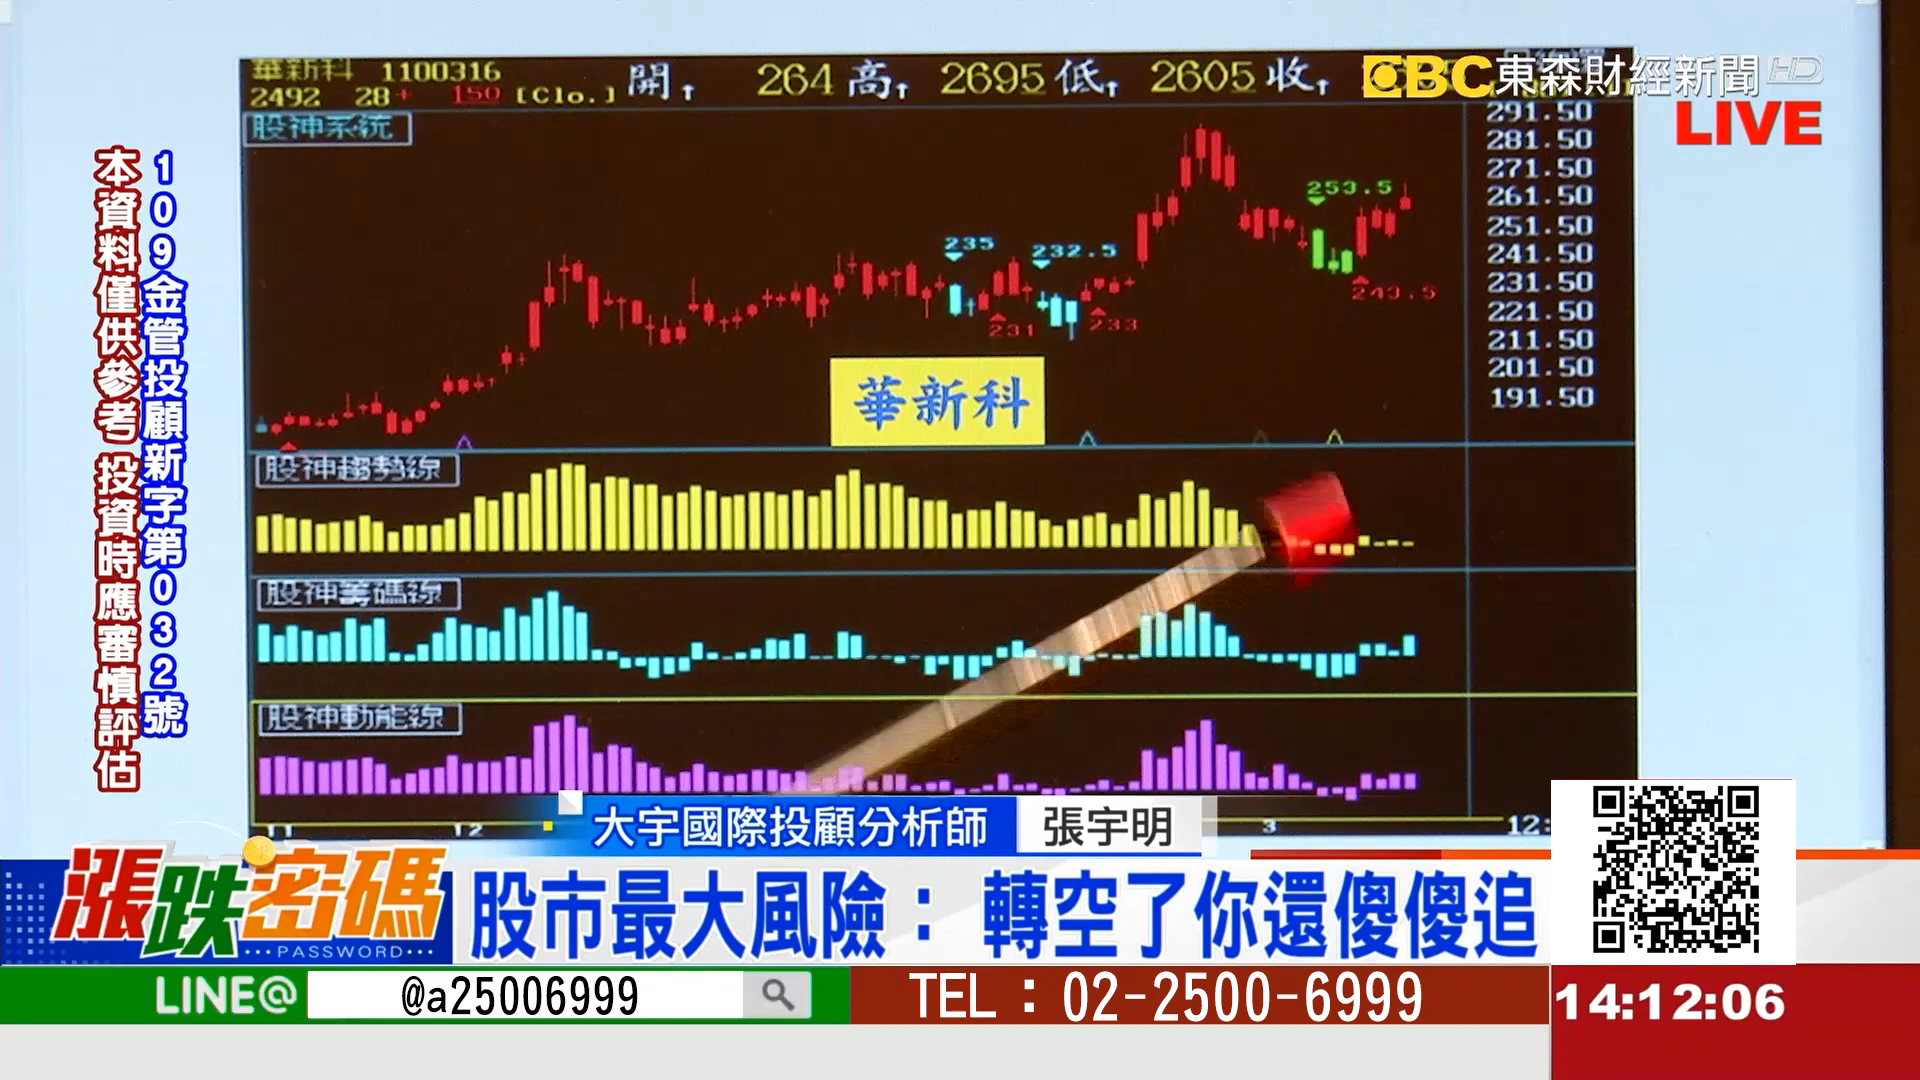 華新科 1100316
2492 28+ 150 [Clo.]
開↑ 264 高↑ 2695 低↑ 2605 收↑
EBC 東森財經新聞 HD
LIVE
股神系統
291.50
281.50
271.50
261.50
251.50
241.50
231.50
221.50
211.50
201.50
191.50
253.5
235
232.5
243.5
231
233
華新科
股神趨勢線
股神籌碼線
股神動能線
11
12
3
12:
109金管投顧新字第032號
本資料僅供參考 投資時應審慎評估
大宇國際投顧分析師 張宇明
漲跌密碼
PASSWORD
股市最大風險： 轉空了你還傻傻追
LINE@ @a25006999
TEL：02-2500-6999
14:12:06